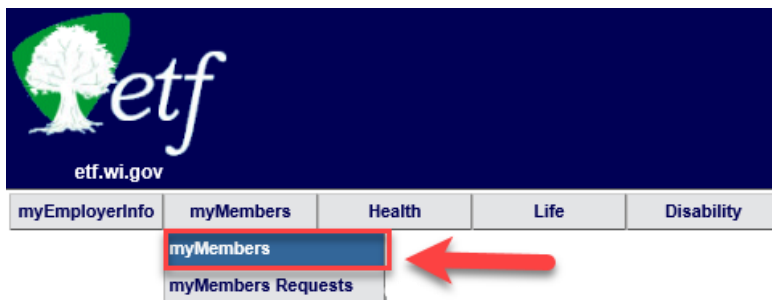 etf
etf.wi.gov
myEmployerInfo myMembers Health Life Disability
myMembers
myMembers Requests